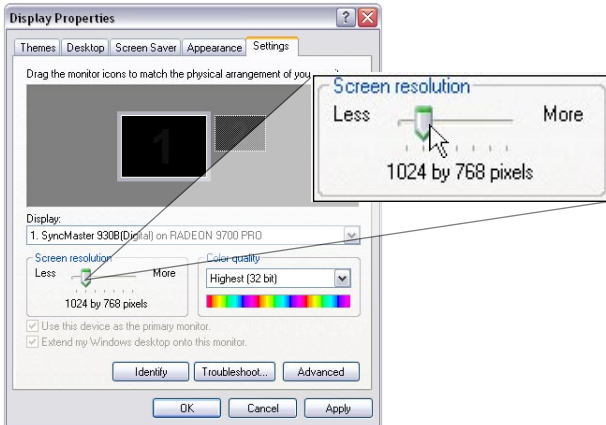 Display Properties
Themes Desktop Screen Saver Appearance Settings
Drag the monitor icons to match the physical arrangement of you
1
2
Display:
1. SyncMaster 930B(Digital) on RADEON 9700 PRO
Screen resolution
Less More
1024 by 768 pixels
Color quality
Highest (32 bit)
Use this device as the primary monitor.
Extend my Windows desktop onto this monitor.
Identify Troubleshoot... Advanced
OK Cancel Apply
Screen resolution
Less More
1024 by 768 pixels